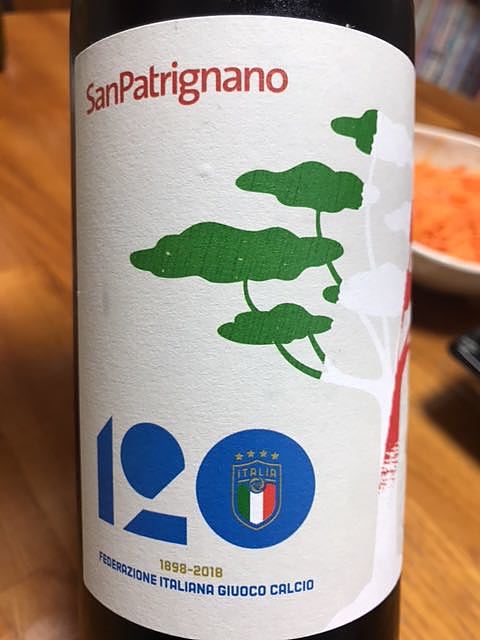 SanPatrignano
120
ITALIA
1898-2018
FEDERAZIONE ITALIANA GIUOCO CALCIO